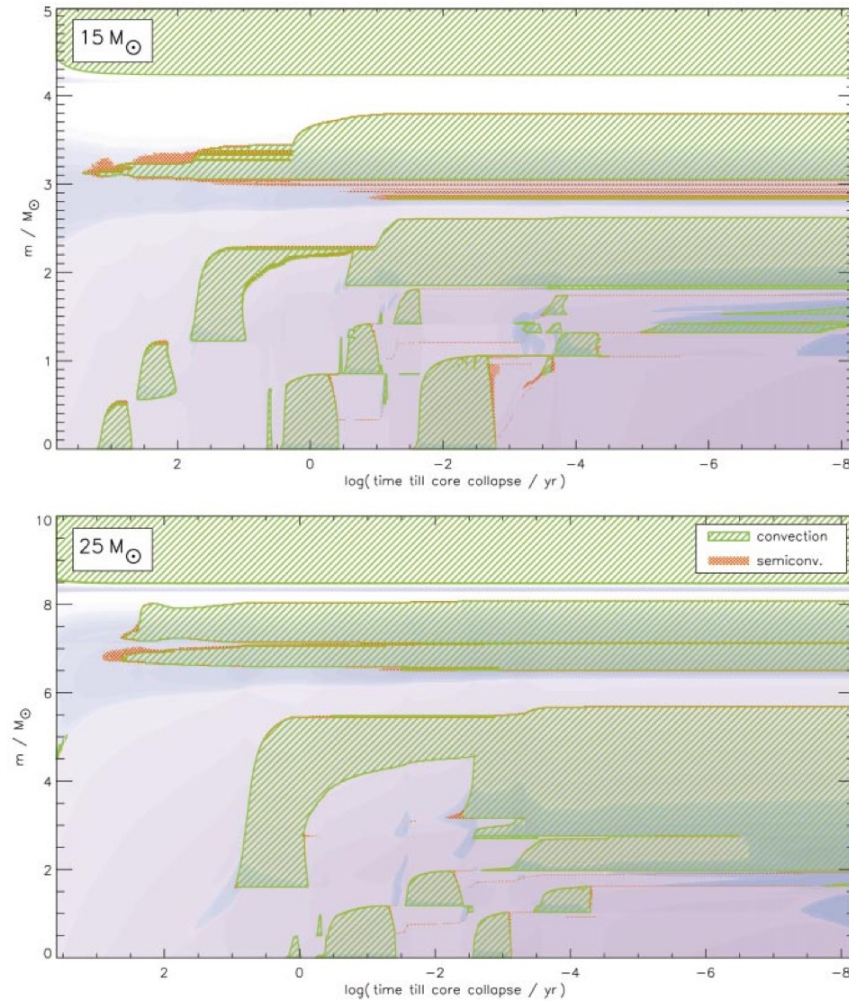 15 M⊙
5
4
3
2
1
0
m / M⊙
2 0 -2 -4 -6 -8
log(time till core collapse / yr)
25 M⊙
convection
semiconv.
10
8
6
4
2
0
m / M⊙
2 0 -2 -4 -6 -8
log(time till core collapse / yr)